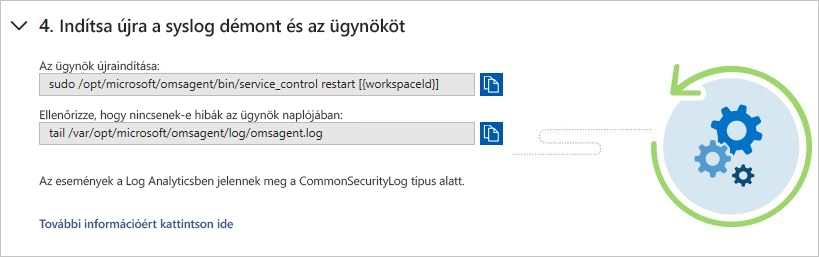 4. Indítsa újra a syslog démont és az ügynököt
Az ügynök újraindítása:
sudo /opt/microsoft/omsagent/bin/service_control restart [{workspaceId}]
Ellenőrizze, hogy nincsenek-e hibák az ügynök naplójában:
tail /var/opt/microsoft/omsagent/log/omsagent.log
Az események a Log Analyticsben jelennek meg a CommonSecurityLog típus alatt.
További információért kattintson ide